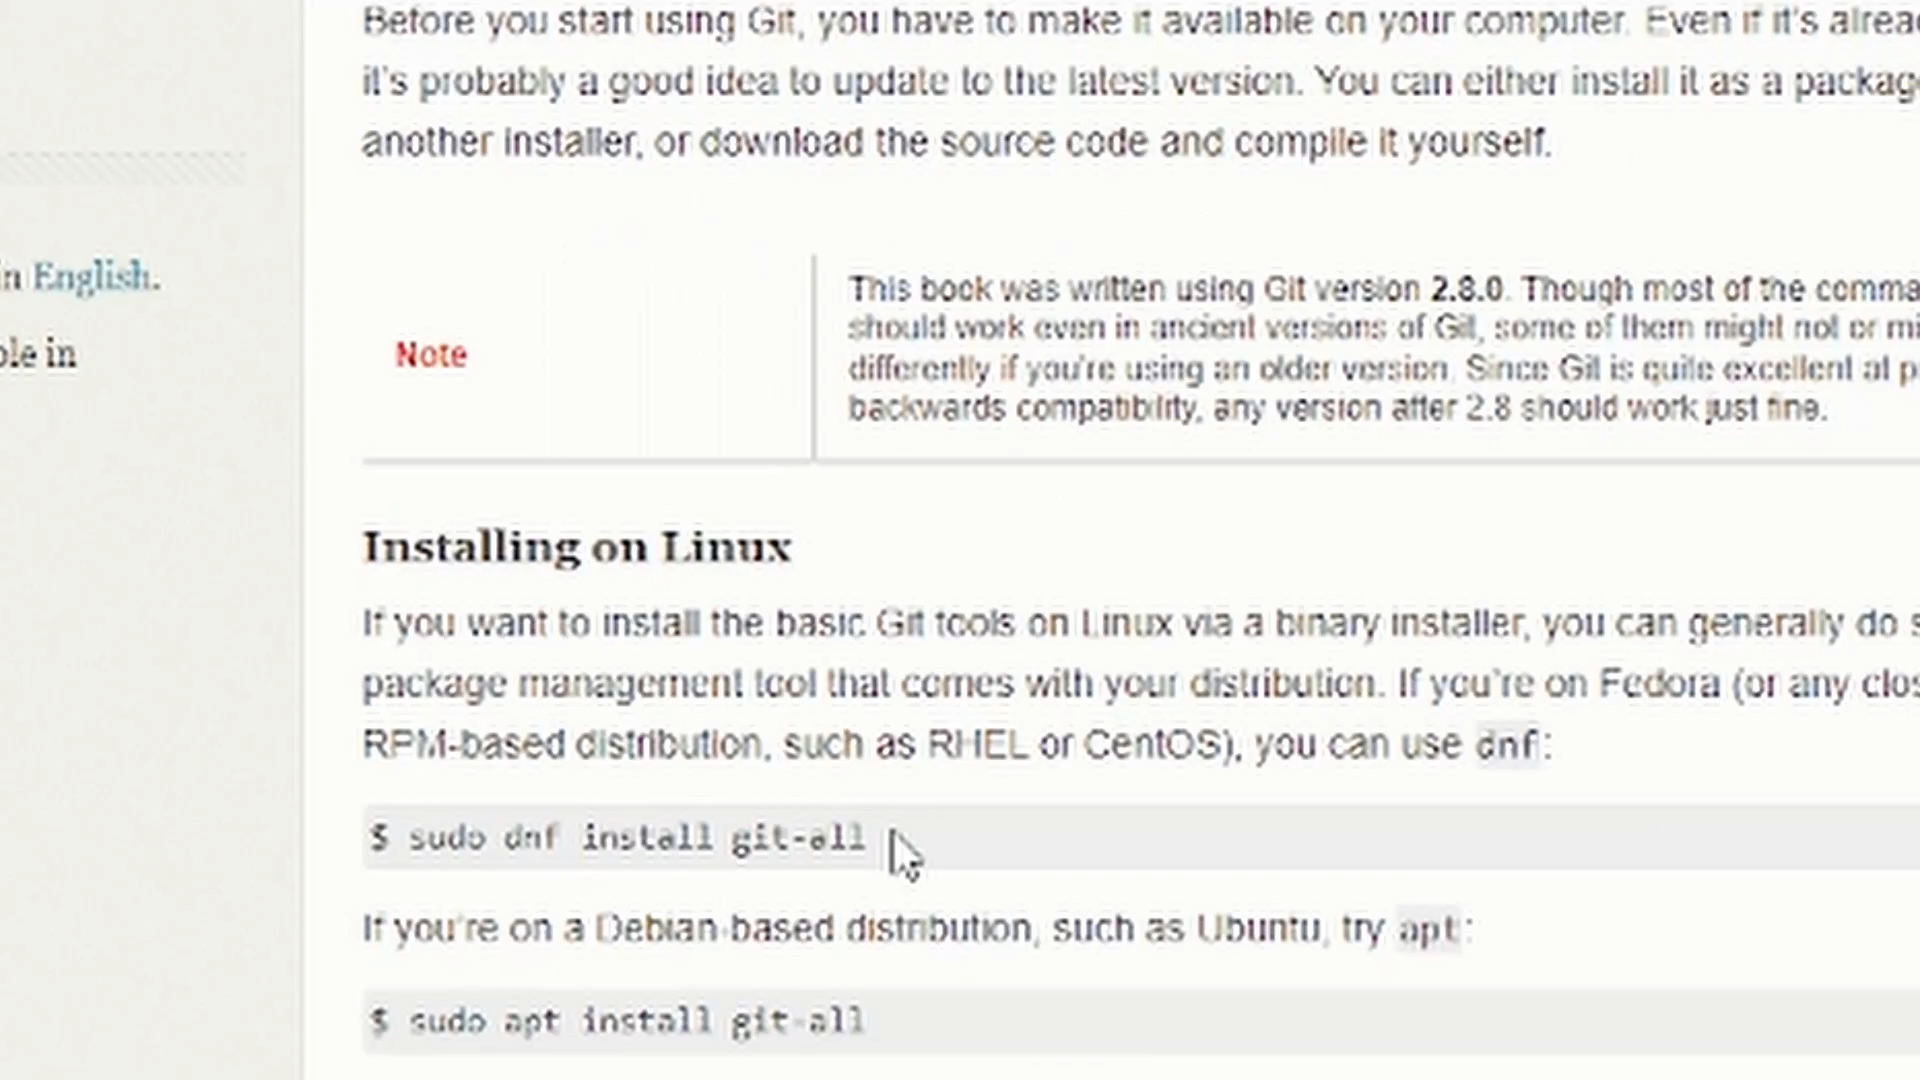 Before you start using Git, you have to make it available on your computer. Even if it's alrea
it's probably a good idea to update to the latest version. You can either install it as a packag
another installer, or download the source code and compile it yourself.
in English.
ble in
Note
This book was written using Git version 2.8.0. Though most of the comma
should work even in ancient versions of Git, some of them might not or mi
differently if you're using an older version. Since Git is quite excellent at p
backwards compatibility, any version after 2.8 should work just fine.
Installing on Linux
If you want to install the basic Git tools on Linux via a binary installer, you can generally do s
package management tool that comes with your distribution. If you're on Fedora (or any clos
RPM-based distribution, such as RHEL or CentOS), you can use dnf:
$ sudo dnf install git-all
If you're on a Debian-based distribution, such as Ubuntu, try apt:
$ sudo apt install git-all